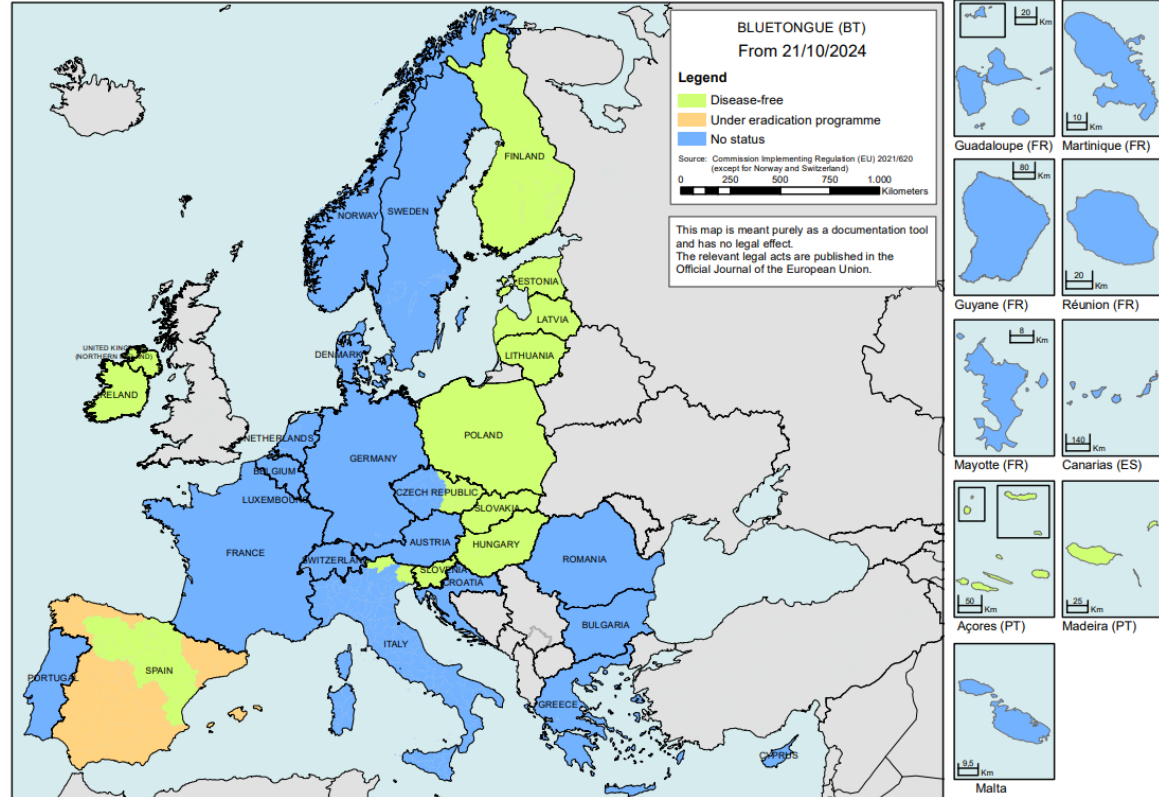 BLUETONGUE (BT)
From 21/10/2024
Legend
Disease-free
Under eradication programme
No status
Source: Commission Implementing Regulation (EU) 2021/620
(except for Norway and Switzerland)
0 250 500 750 1.000
Kilometers
This map is meant purely as a documentation tool
and has no legal effect.
The relevant legal acts are published in the
Official Journal of the European Union.
FINLAND
NORWAY
SWEDEN
ESTONIA
LATVIA
LITHUANIA
DENMARK
UNITED KINGDOM
(NORTHERN IRELAND)
IRELAND
NETHERLANDS
BELGIUM
LUXEMBOURG
GERMANY
POLAND
CZECH REPUBLIC
SLOVAKIA
AUSTRIA
HUNGARY
FRANCE
SWITZERLAND
SLOVENIA
CROATIA
ROMANIA
BULGARIA
ITALY
SPAIN
PORTUGAL
GREECE
CYPRUS
20
Km
Guadaloupe (FR)
10
Km
Martinique (FR)
80
Km
Guyane (FR)
20
Km
Réunion (FR)
8
Km
Mayotte (FR)
140
Km
Canarias (ES)
50
Km
Açores (PT)
25
Km
Madeira (PT)
9,5
Km
Malta